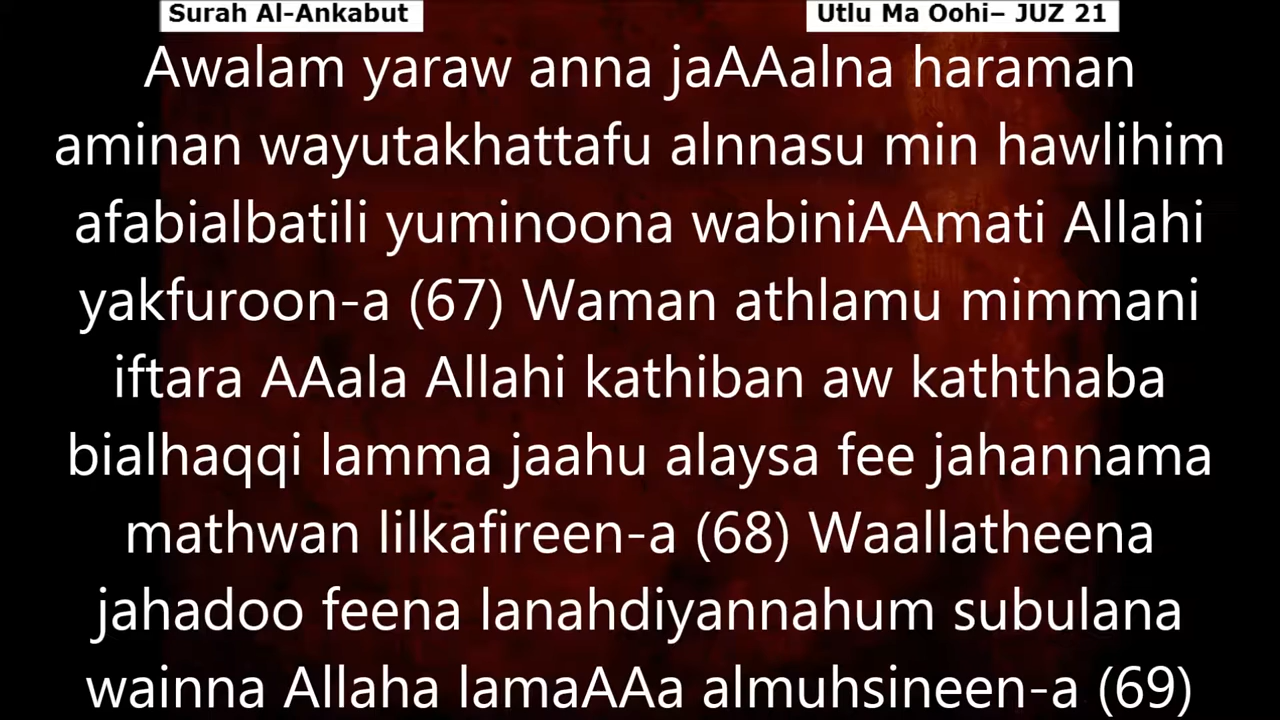 Surah Al-Ankabut
Utlu Ma Oohi– JUZ 21
Awalam yaraw anna jaAAalna haraman
aminan wayutakhattafu alnnasu min hawlihim
afabialbatili yuminoona wabiniAAmati Allahi
yakfuroon-a (67) Waman athlamu mimmani
iftara AAala Allahi kathiban aw kaththaba
bialhaqqi lamma jaahu alaysa fee jahannama
mathwan lilkafireen-a (68) Waallatheena
jahadoo feena lanahdiyannahum subulana
wainna Allaha lamaAAa almuhsineen-a (69)